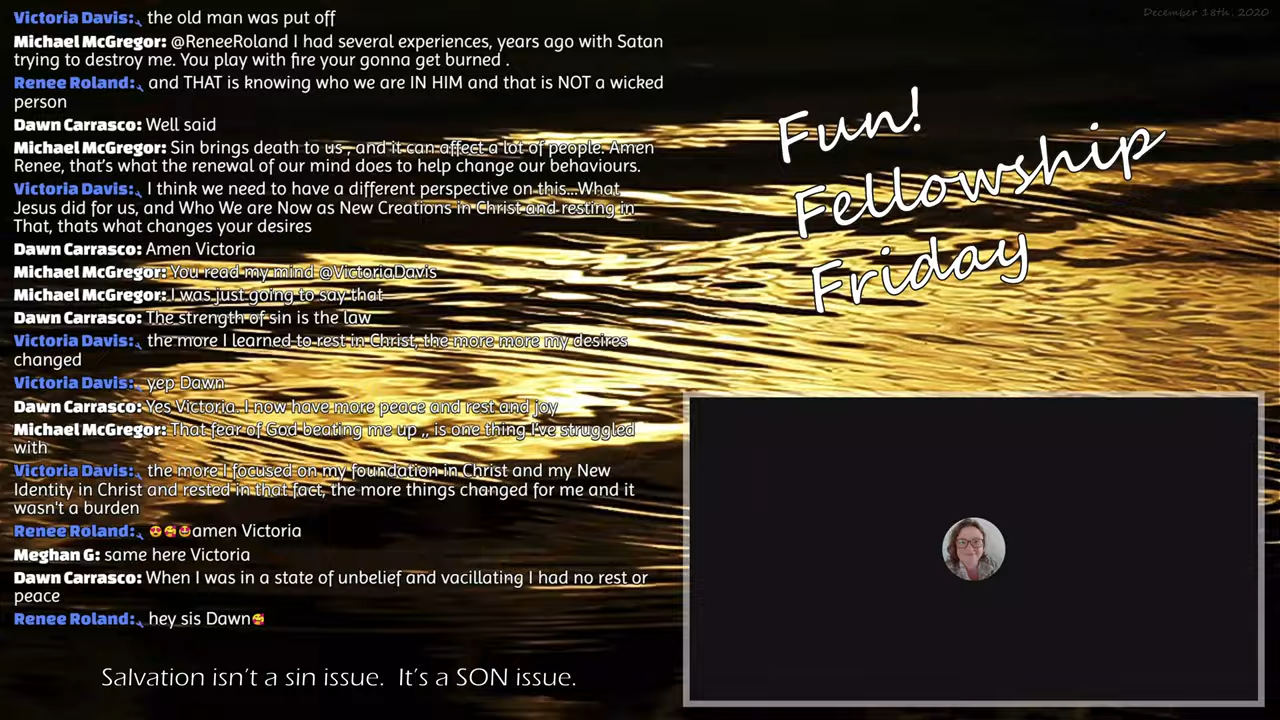 Victoria Davis: the old man was put off
Michael McGregor: @ReneeRoland I had several experiences, years ago with Satan
trying to destroy me. You play with fire your gonna get burned .
Renee Roland: and THAT is knowing who we are IN HIM and that is NOT a wicked
person
Dawn Carrasco: Well said
Michael McGregor: Sin brings death to us , and it can affect a lot of people. Amen
Renee, that's what the renewal of our mind does to help change our behaviours.
Victoria Davis: I think we need to have a different perspective on this...What
Jesus did for us, and Who We are Now as New Creations in Christ and resting in
That, thats what changes your desires
Dawn Carrasco: Amen Victoria
Michael McGregor: You read my mind @VictoriaDavis
Michael McGregor: I was just going to say that
Dawn Carrasco: The strength of sin is the law
Victoria Davis: the more I learned to rest in Christ, the more more my desires
changed
Victoria Davis: yep Dawn
Dawn Carrasco: Yes Victoria. I now have more peace and rest and joy
Michael McGregor: That fear of God beating me up ,, is one thing I've struggled
with
Victoria Davis: the more I focused on my foundation in Christ and my New
Identity in Christ and rested in that fact, the more things changed for me and it
wasn't a burden
Renee Roland: 😍🥰🤩amen Victoria
Meghan G: same here Victoria
Dawn Carrasco: When I was in a state of unbelief and vacillating I had no rest or
peace
Renee Roland: hey sis Dawn🥰
Salvation isn't a sin issue. It's a SON issue.
December 18th, 2020
Fun!
Fellowship
Friday